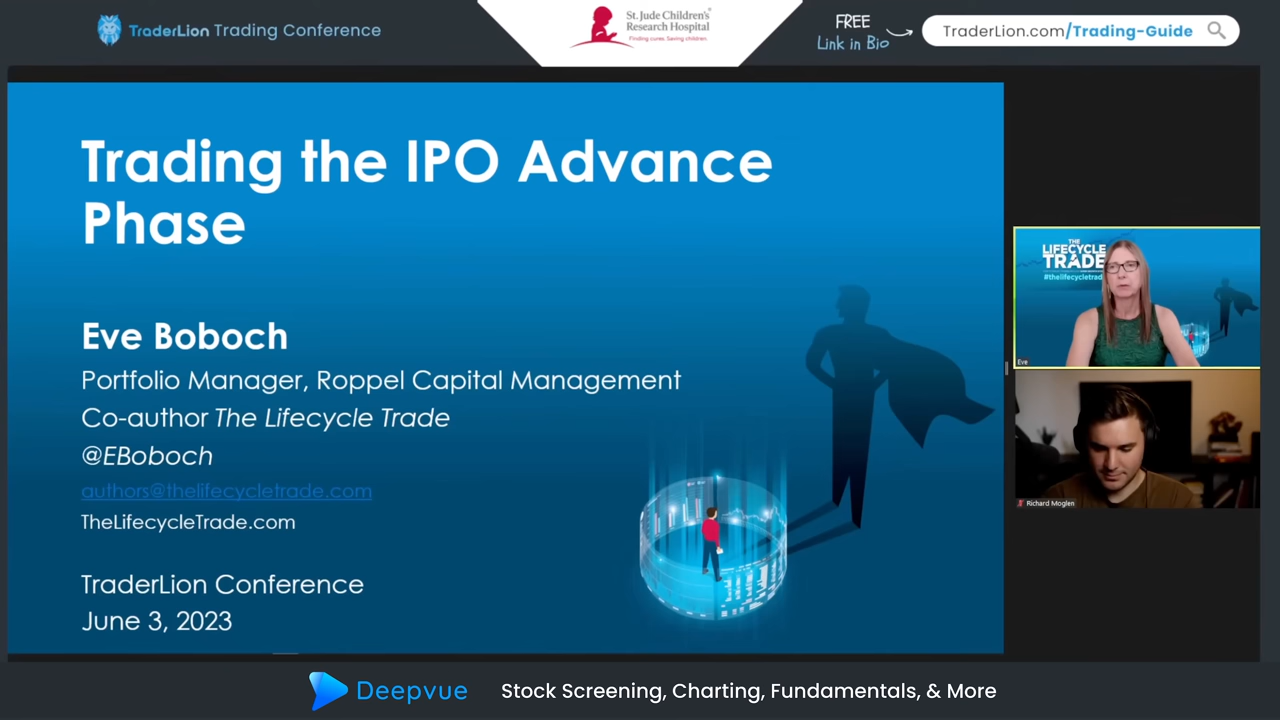 TraderLion Trading Conference
St. Jude Children's
Research Hospital
Finding cures. Saving children.
FREE
Link in Bio
TraderLion.com/Trading-Guide
Trading the IPO Advance
Phase
Eve Boboch
Portfolio Manager, Roppel Capital Management
Co-author The Lifecycle Trade
@EBoboch
authors@thelifecycletrade.com
TheLifecycleTrade.com
TraderLion Conference
June 3, 2023
THE
LIFECYCLE
TRADE
#thelifecycletrad
Eve
Richard Moglen
Deepvue
Stock Screening, Charting, Fundamentals, & More